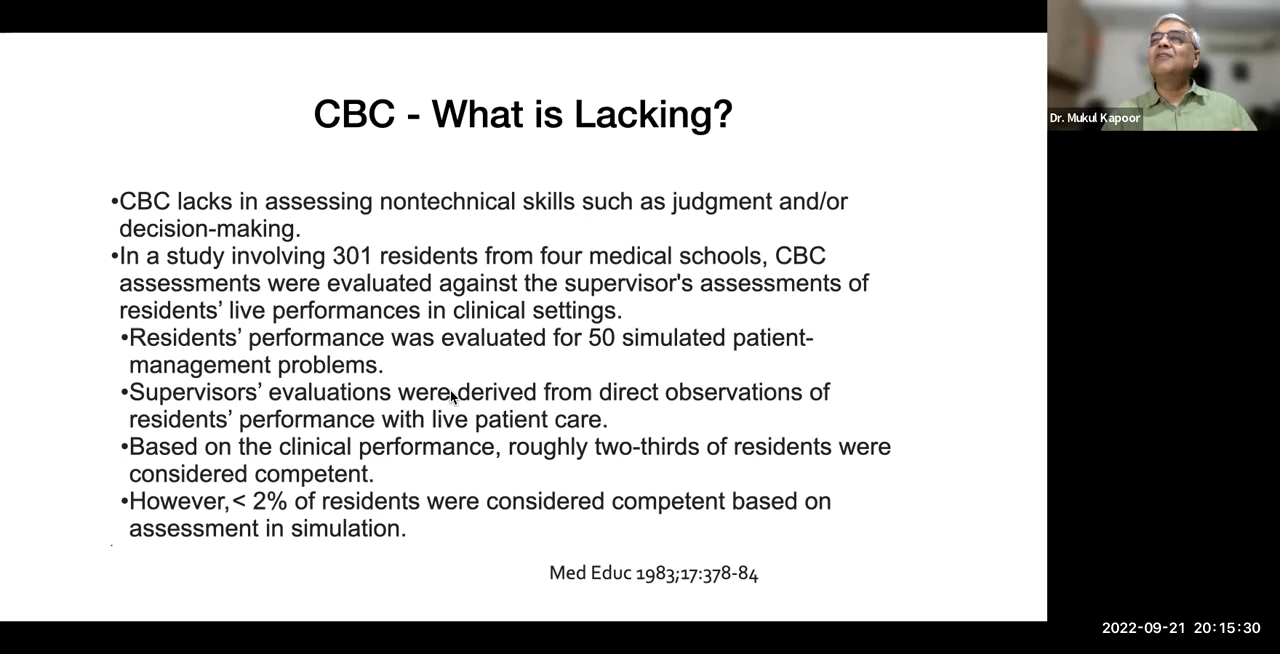 CBC - What is Lacking?
•CBC lacks in assessing nontechnical skills such as judgment and/or
decision-making.
•In a study involving 301 residents from four medical schools, CBC
assessments were evaluated against the supervisor's assessments of
residents’ live performances in clinical settings.
•Residents’ performance was evaluated for 50 simulated patient-
management problems.
•Supervisors’ evaluations were derived from direct observations of
residents’ performance with live patient care.
•Based on the clinical performance, roughly two-thirds of residents were
considered competent.
•However,< 2% of residents were considered competent based on
assessment in simulation.
Med Educ 1983;17:378-84
Dr. Mukul Kapoor
2022-09-21 20:15:30